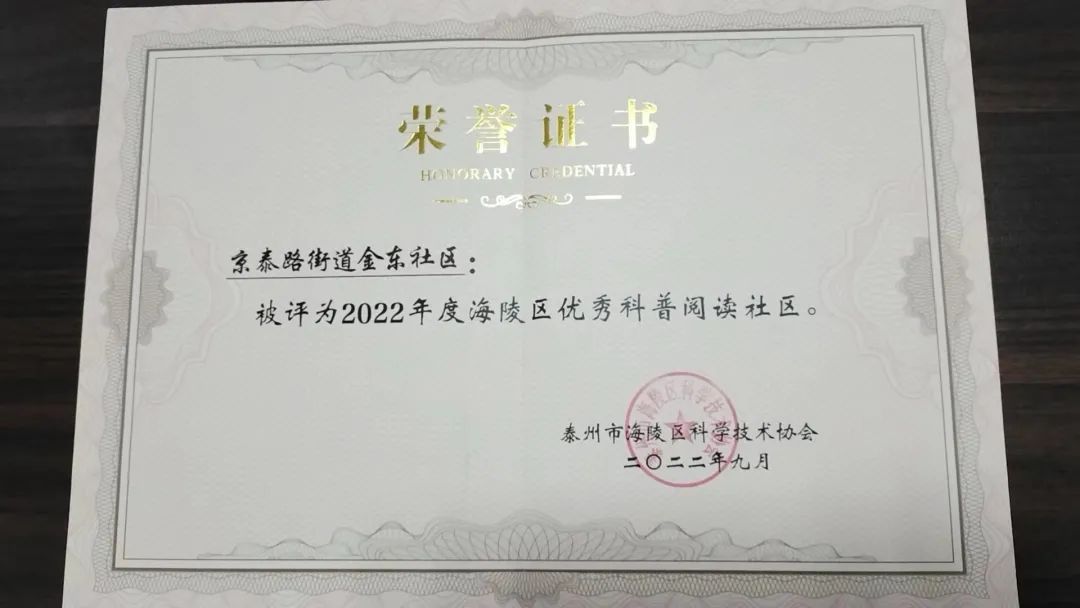 荣誉证书
HONORARY CREDENTIAL
京泰路街道金东社区：
被评为2022年度海陵区优秀科普阅读社区。
泰州市海陵区科学技术协会
二〇二二年九月